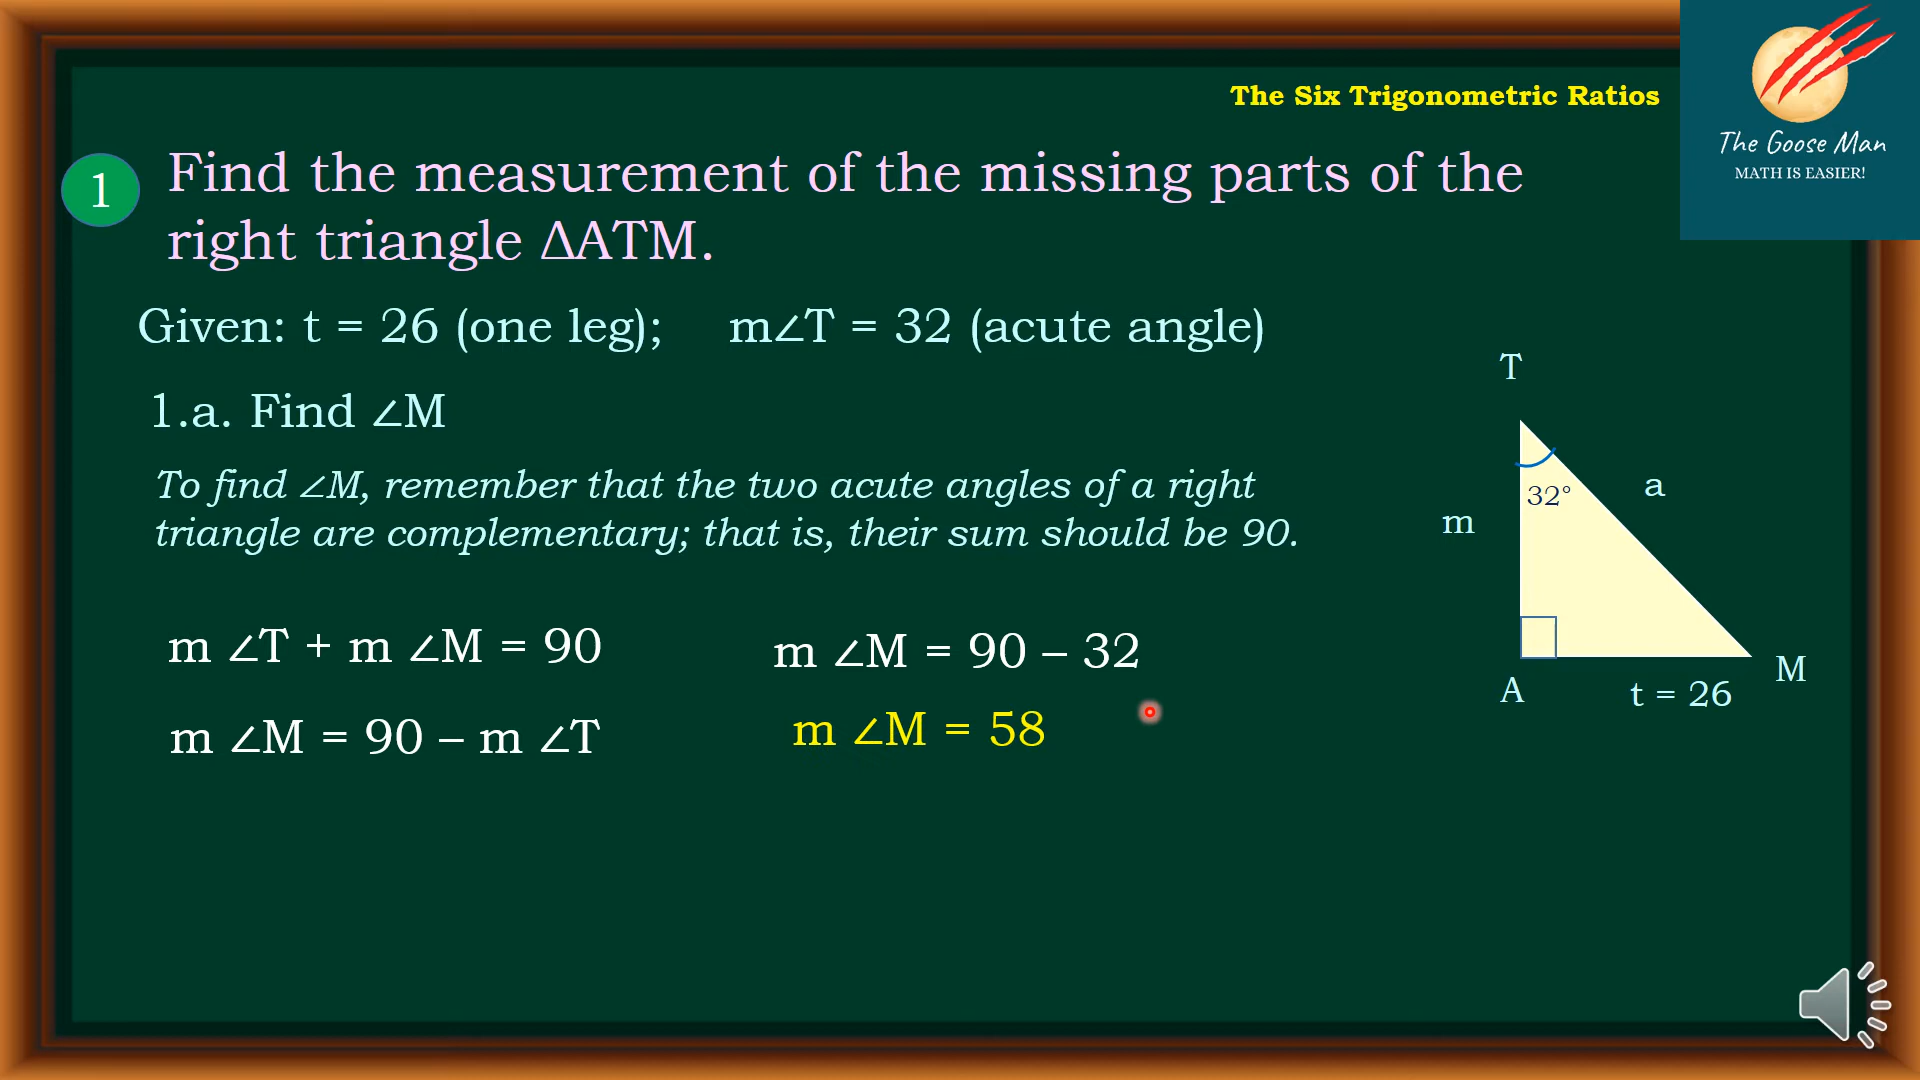 The Six Trigonometric Ratios
The Goose Man
MATH IS EASIER!
1
Find the measurement of the missing parts of the
right triangle ΔATM.
Given: t = 26 (one leg); m∠T = 32 (acute angle)
1.a. Find ∠M
To find ∠M, remember that the two acute angles of a right
triangle are complementary; that is, their sum should be 90.
m ∠T + m ∠M = 90
m ∠M = 90 – m ∠T
m ∠M = 90 – 32
m ∠M = 58
T
32°
a
m
A
M
t = 26